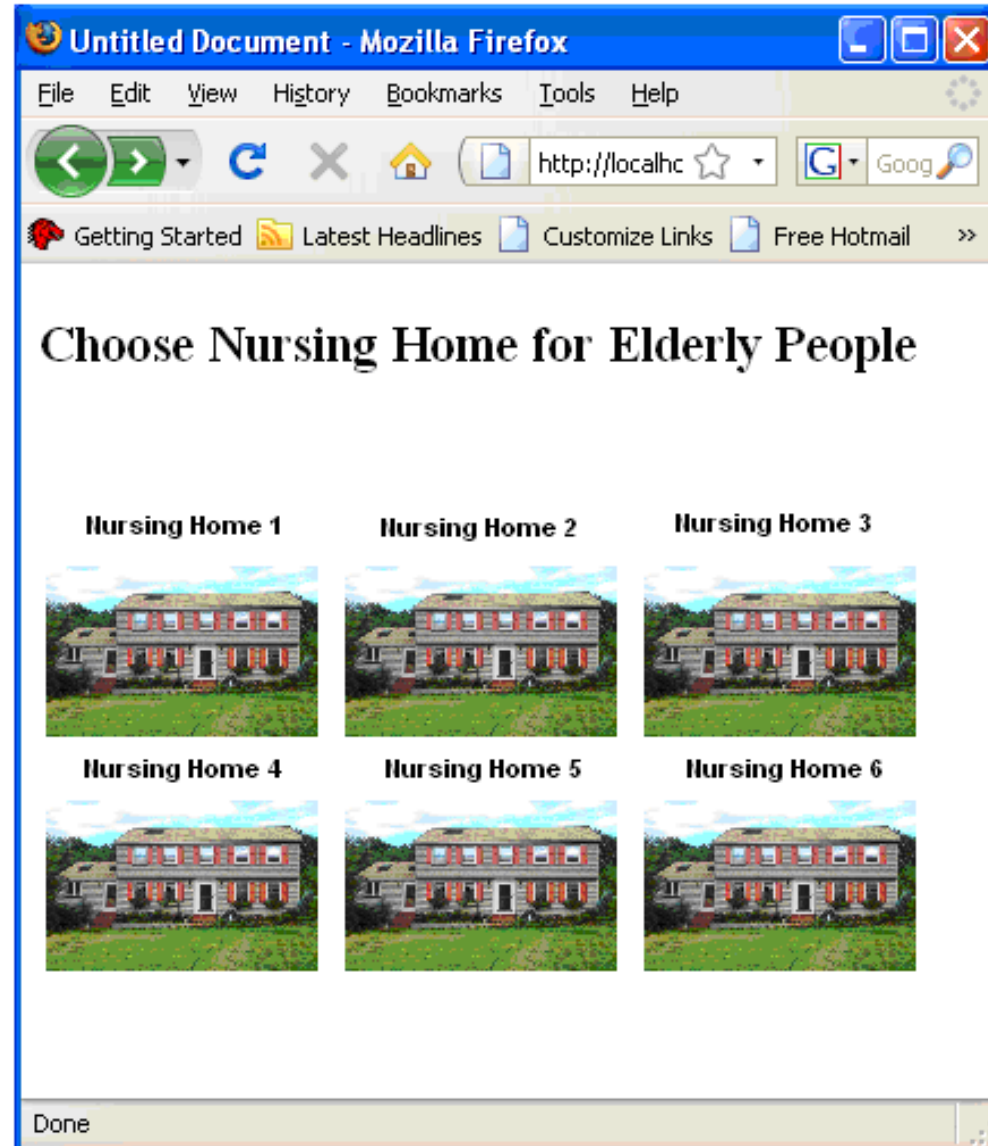 Untitled Document - Mozilla Firefox
File Edit View History Bookmarks Tools Help
http://localhc G Goog
Getting Started Latest Headlines Customize Links Free Hotmail »
Choose Nursing Home for Elderly People
Nursing Home 1 Nursing Home 2 Nursing Home 3
Nursing Home 4 Nursing Home 5 Nursing Home 6
Done